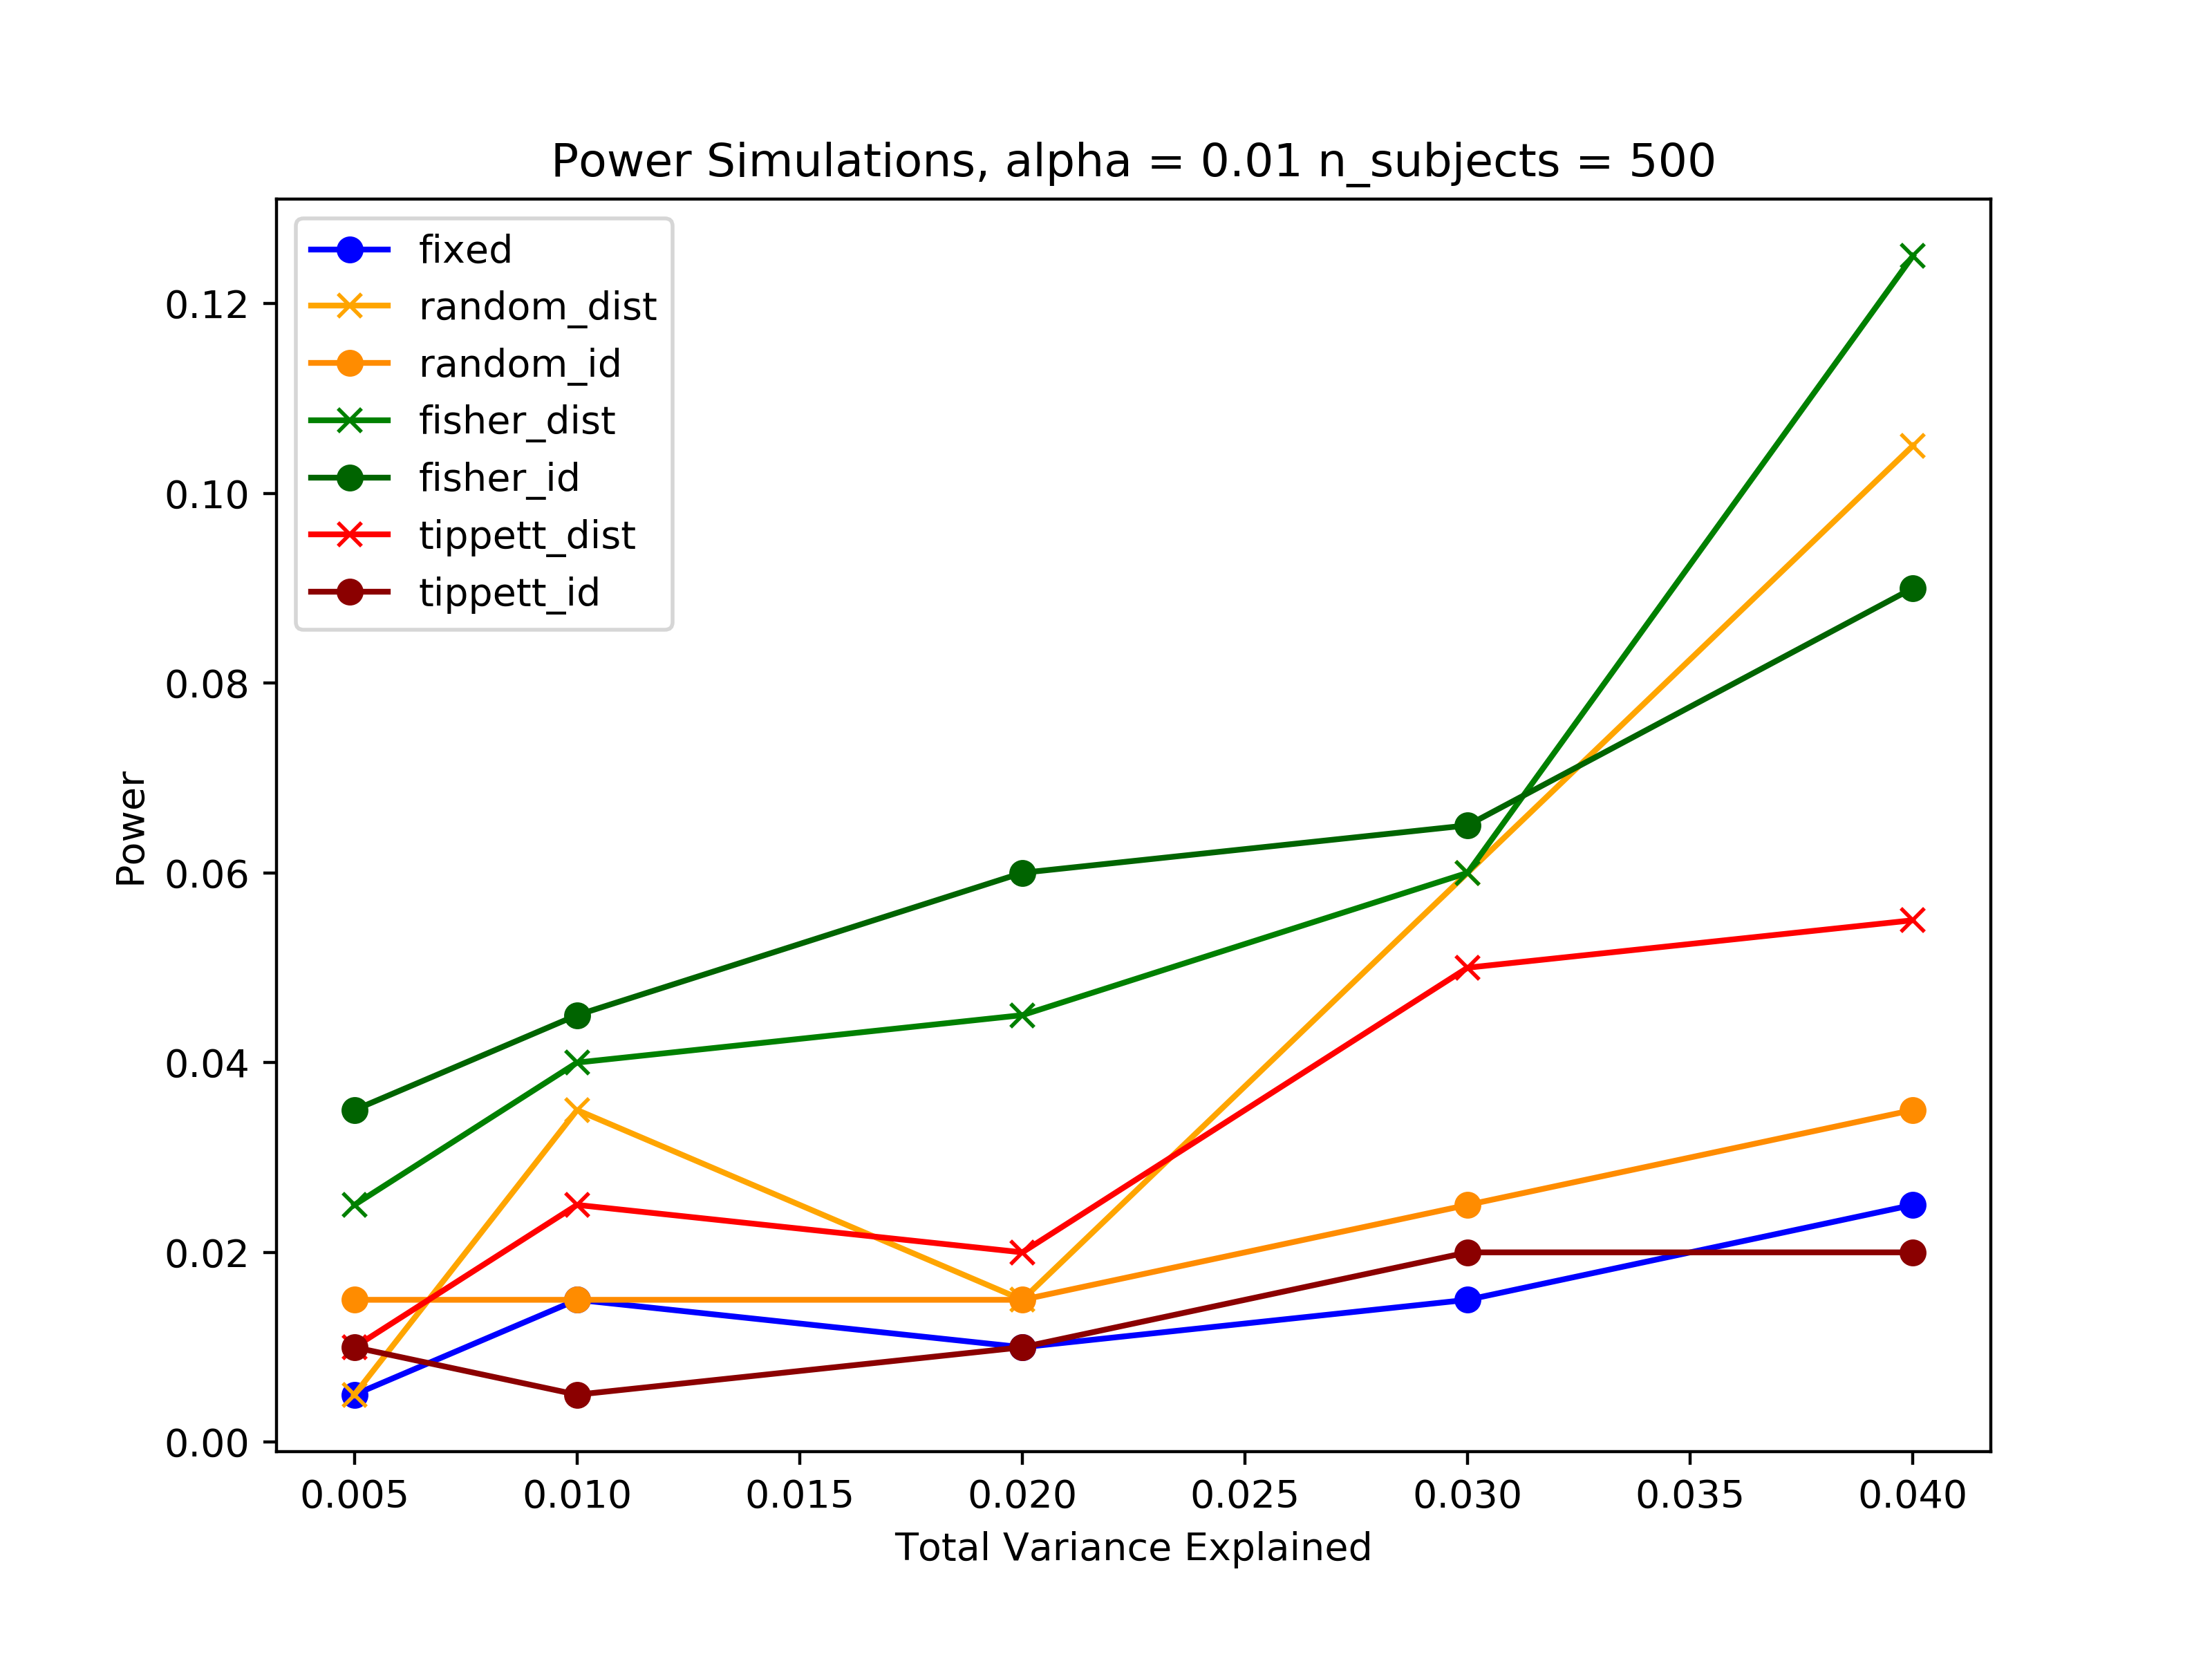 Power Simulations, alpha = 0.01 n_subjects = 500
fixed
random_dist
random_id
fisher_dist
fisher_id
tippett_dist
tippett_id
0.12
0.10
0.08
0.06
0.04
0.02
0.00
Power
0.005 0.010 0.015 0.020 0.025 0.030 0.035 0.040
Total Variance Explained